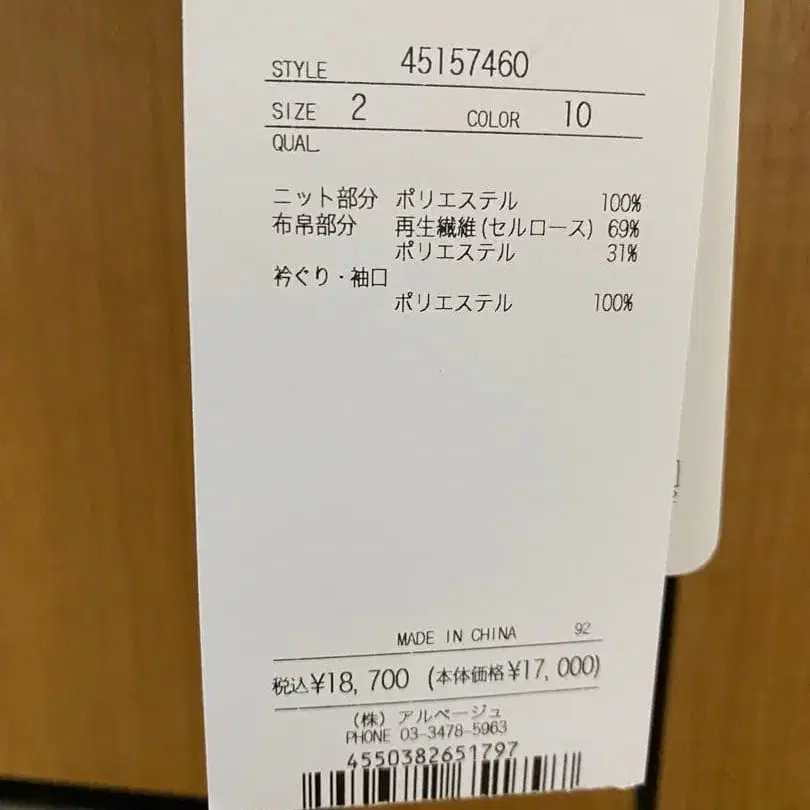 STYLE 45157460
SIZE 2 COLOR 10
QUAL
ニット部分 ポリエステル 100%
布帛部分 再生繊維(セルロース) 69%
ポリエステル 31%
衿ぐり・袖口
ポリエステル 100%
MADE IN CHINA 92
税込¥18,700 (本体価格¥17,000)
(株) アルページュ
PHONE 03-3478-5963
4550382651797